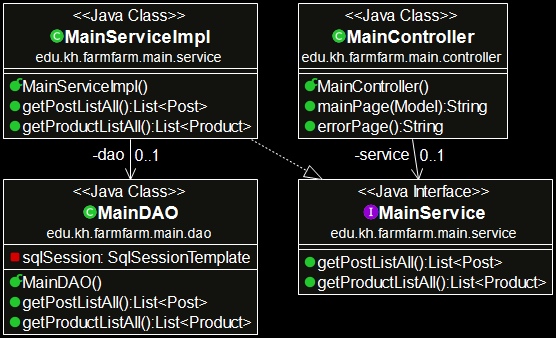 <<Java Class>>
MainServiceImpl
edu.kh.farmfarm.main.service
MainServiceImpl()
getPostListAll():List<Post>
getProductListAll():List<Product>
<<Java Class>>
MainController
edu.kh.farmfarm.main.controller
MainController()
mainPage(Model):String
errorPage():String
-dao 0..1
-service 0..1
<<Java Class>>
MainDAO
edu.kh.farmfarm.main.dao
sqlSession: SqlSessionTemplate
MainDAO()
getPostListAll():List<Post>
getProductListAll():List<Product>
<<Java Interface>>
MainService
edu.kh.farmfarm.main.service
getPostListAll():List<Post>
getProductListAll():List<Product>